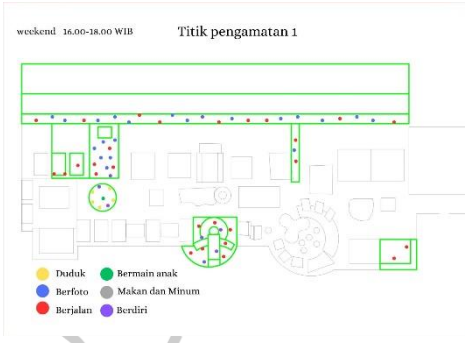 weekend 16.00-18.00 WIB
Titik pengamatan 1
Duduk
Bermain anak
Berfoto
Makan dan Minum
Berjalan
Berdiri